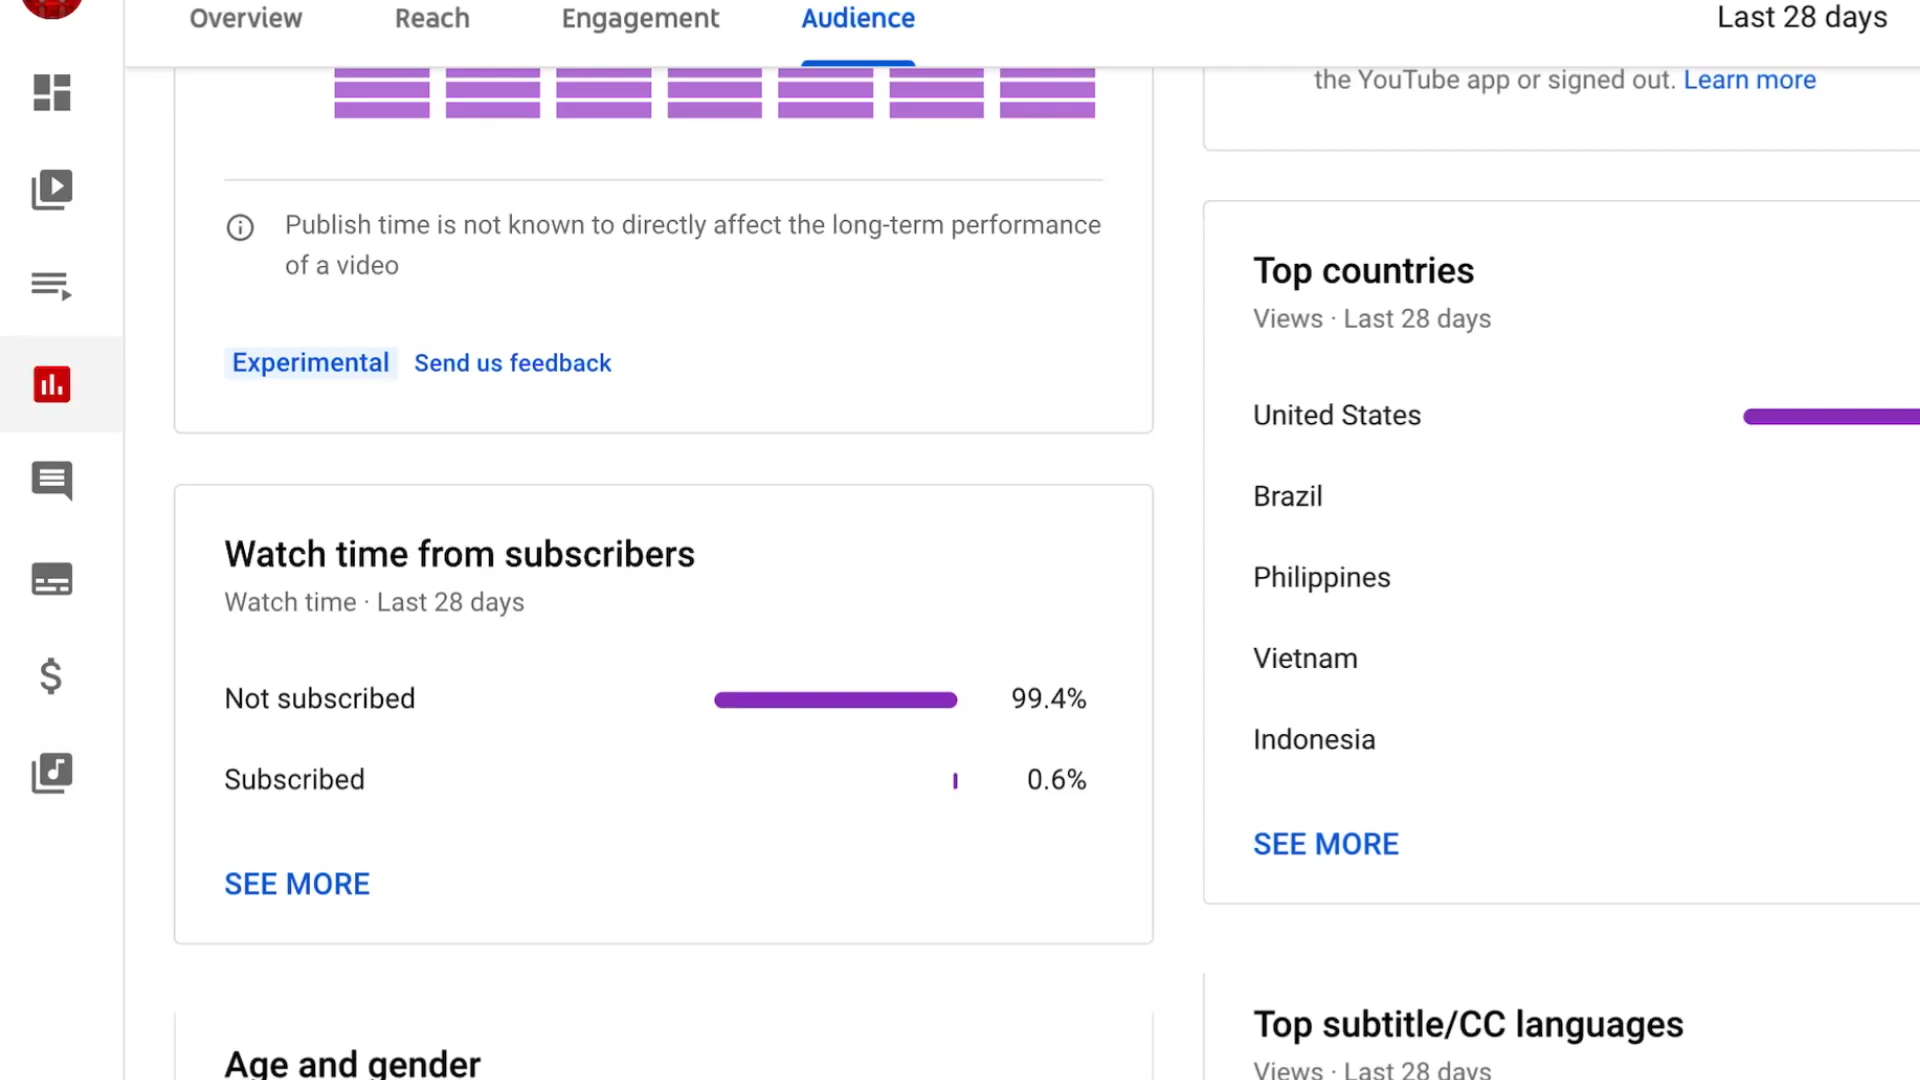 Overview
Reach
Engagement
Audience
Last 28 days
the YouTube app or signed out. Learn more
Publish time is not known to directly affect the long-term performance
of a video
Experimental
Send us feedback
Top countries
Views · Last 28 days
United States
Brazil
Philippines
Vietnam
Indonesia
SEE MORE
Watch time from subscribers
Watch time · Last 28 days
Not subscribed 99.4%
Subscribed 0.6%
SEE MORE
Age and gender
Top subtitle/CC languages
Views · Last 28 days